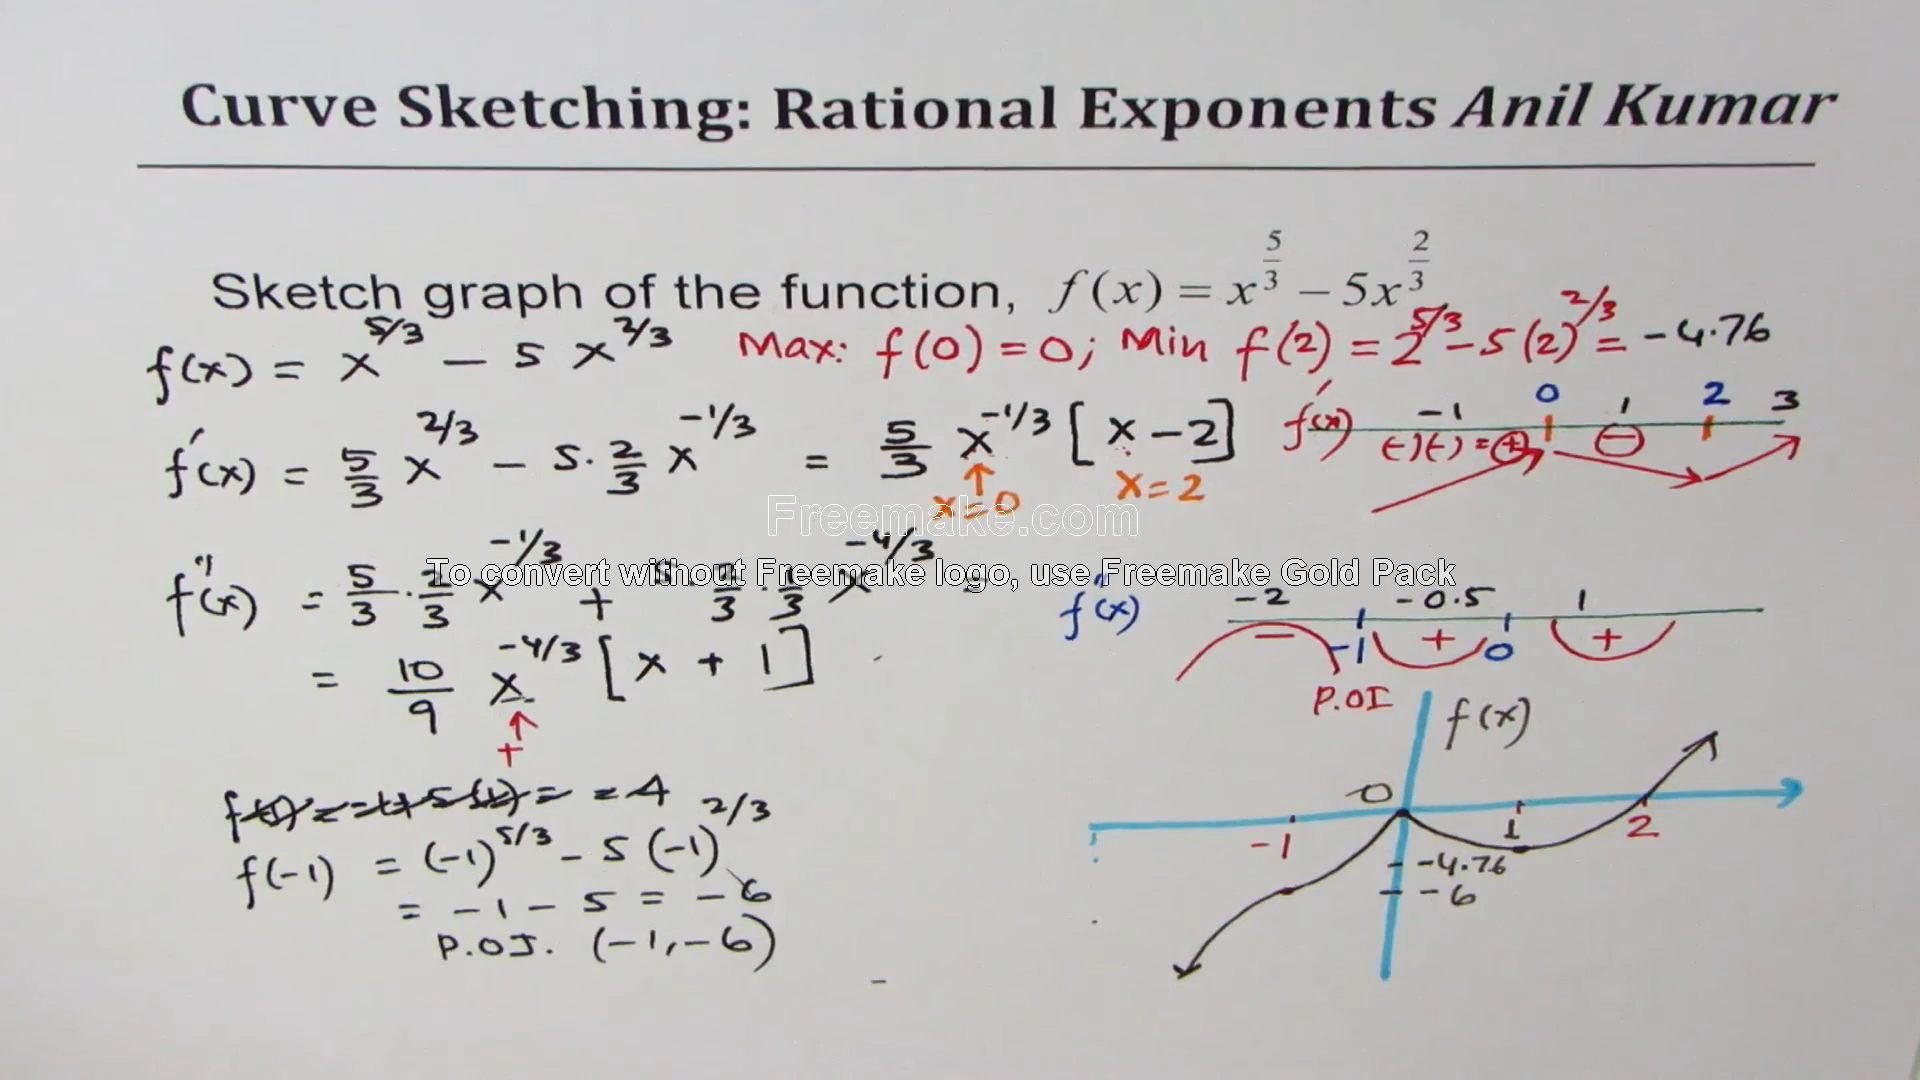 Curve Sketching: Rational Exponents Anil Kumar
Sketch graph of the function, f(x) = x^(5/3) − 5x^(2/3)
f(x) = x^(5/3) − 5 x^(2/3)
Max: f(0) = 0; Min f(2) = 2^(5/3) − 5(2)^(2/3) = −4.76
f'(x) = 5/3 x^(2/3) − 5·2/3 x^(−1/3) = 5/3 x^(−1/3) [x − 2]
x=0 x=2
f'(x) −1 0 1 2 3
(−)(−) = + −
Freemake.com
To convert without Freemake logo, use Freemake Gold Pack
f''(x) = 5/3 · 2/3 x^(−1/3) + 5·2/3·1/3 x^(−4/3) =
= 10/9 x^(−4/3) [x + 1]
+
f''(x) −2 −0.5 1
− −1 + 0 +
P.OI
f(−1) = (−1)^(5/3) − 5(−1)^(2/3)
= −1 − 5 = −6
P.OI. (−1,−6)
f(x)
0
−1 1 2
−4.76
−6